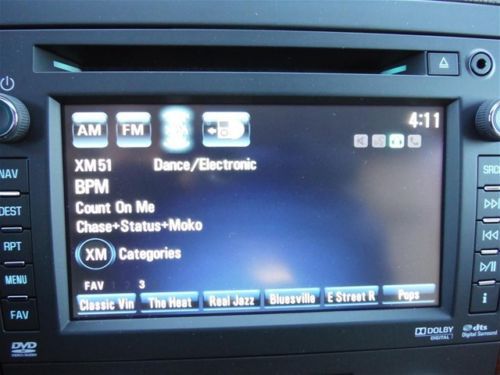 AM FM 4:11
XM51 Dance/Electronic
BPM
Count On Me
Chase+Status+Moko
XM Categories
FAV 3
Classic Vin The Heat Real Jazz Bluesville E Street R Pops
NAV
DEST
RPT
MENU
FAV
SRC
i
DVD
DOLBY
DIGITAL
dts
Digital Surround